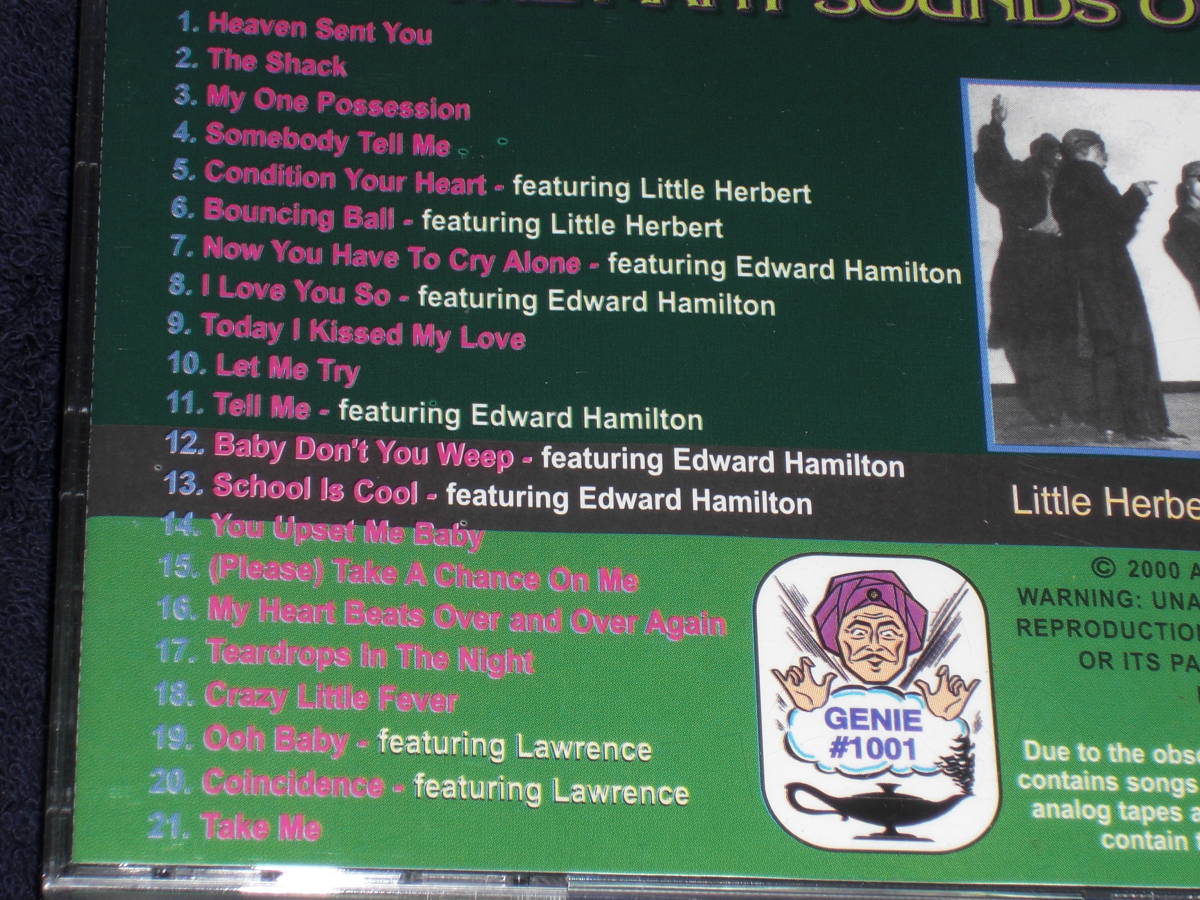 MANY SOUNDS O
1. Heaven Sent You
2. The Shack
3. My One Possession
4. Somebody Tell Me
5. Condition Your Heart - featuring Little Herbert
6. Bouncing Ball - featuring Little Herbert
7. Now You Have To Cry Alone - featuring Edward Hamilton
8. I Love You So - featuring Edward Hamilton
9. Today I Kissed My Love
10. Let Me Try
11. Tell Me - featuring Edward Hamilton
12. Baby Don't You Weep - featuring Edward Hamilton
13. School Is Cool - featuring Edward Hamilton
14. You Upset Me Baby
15. (Please) Take A Chance On Me
16. My Heart Beats Over and Over Again
17. Teardrops In The Night
18. Crazy Little Fever
19. Ooh Baby - featuring Lawrence
20. Coincidence - featuring Lawrence
21. Take Me
Little Herbe
GENIE
#1001
© 2000 A
WARNING: UNA
REPRODUCTIO
OR ITS PA
Due to the obs
contains songs
analog tapes a
contain